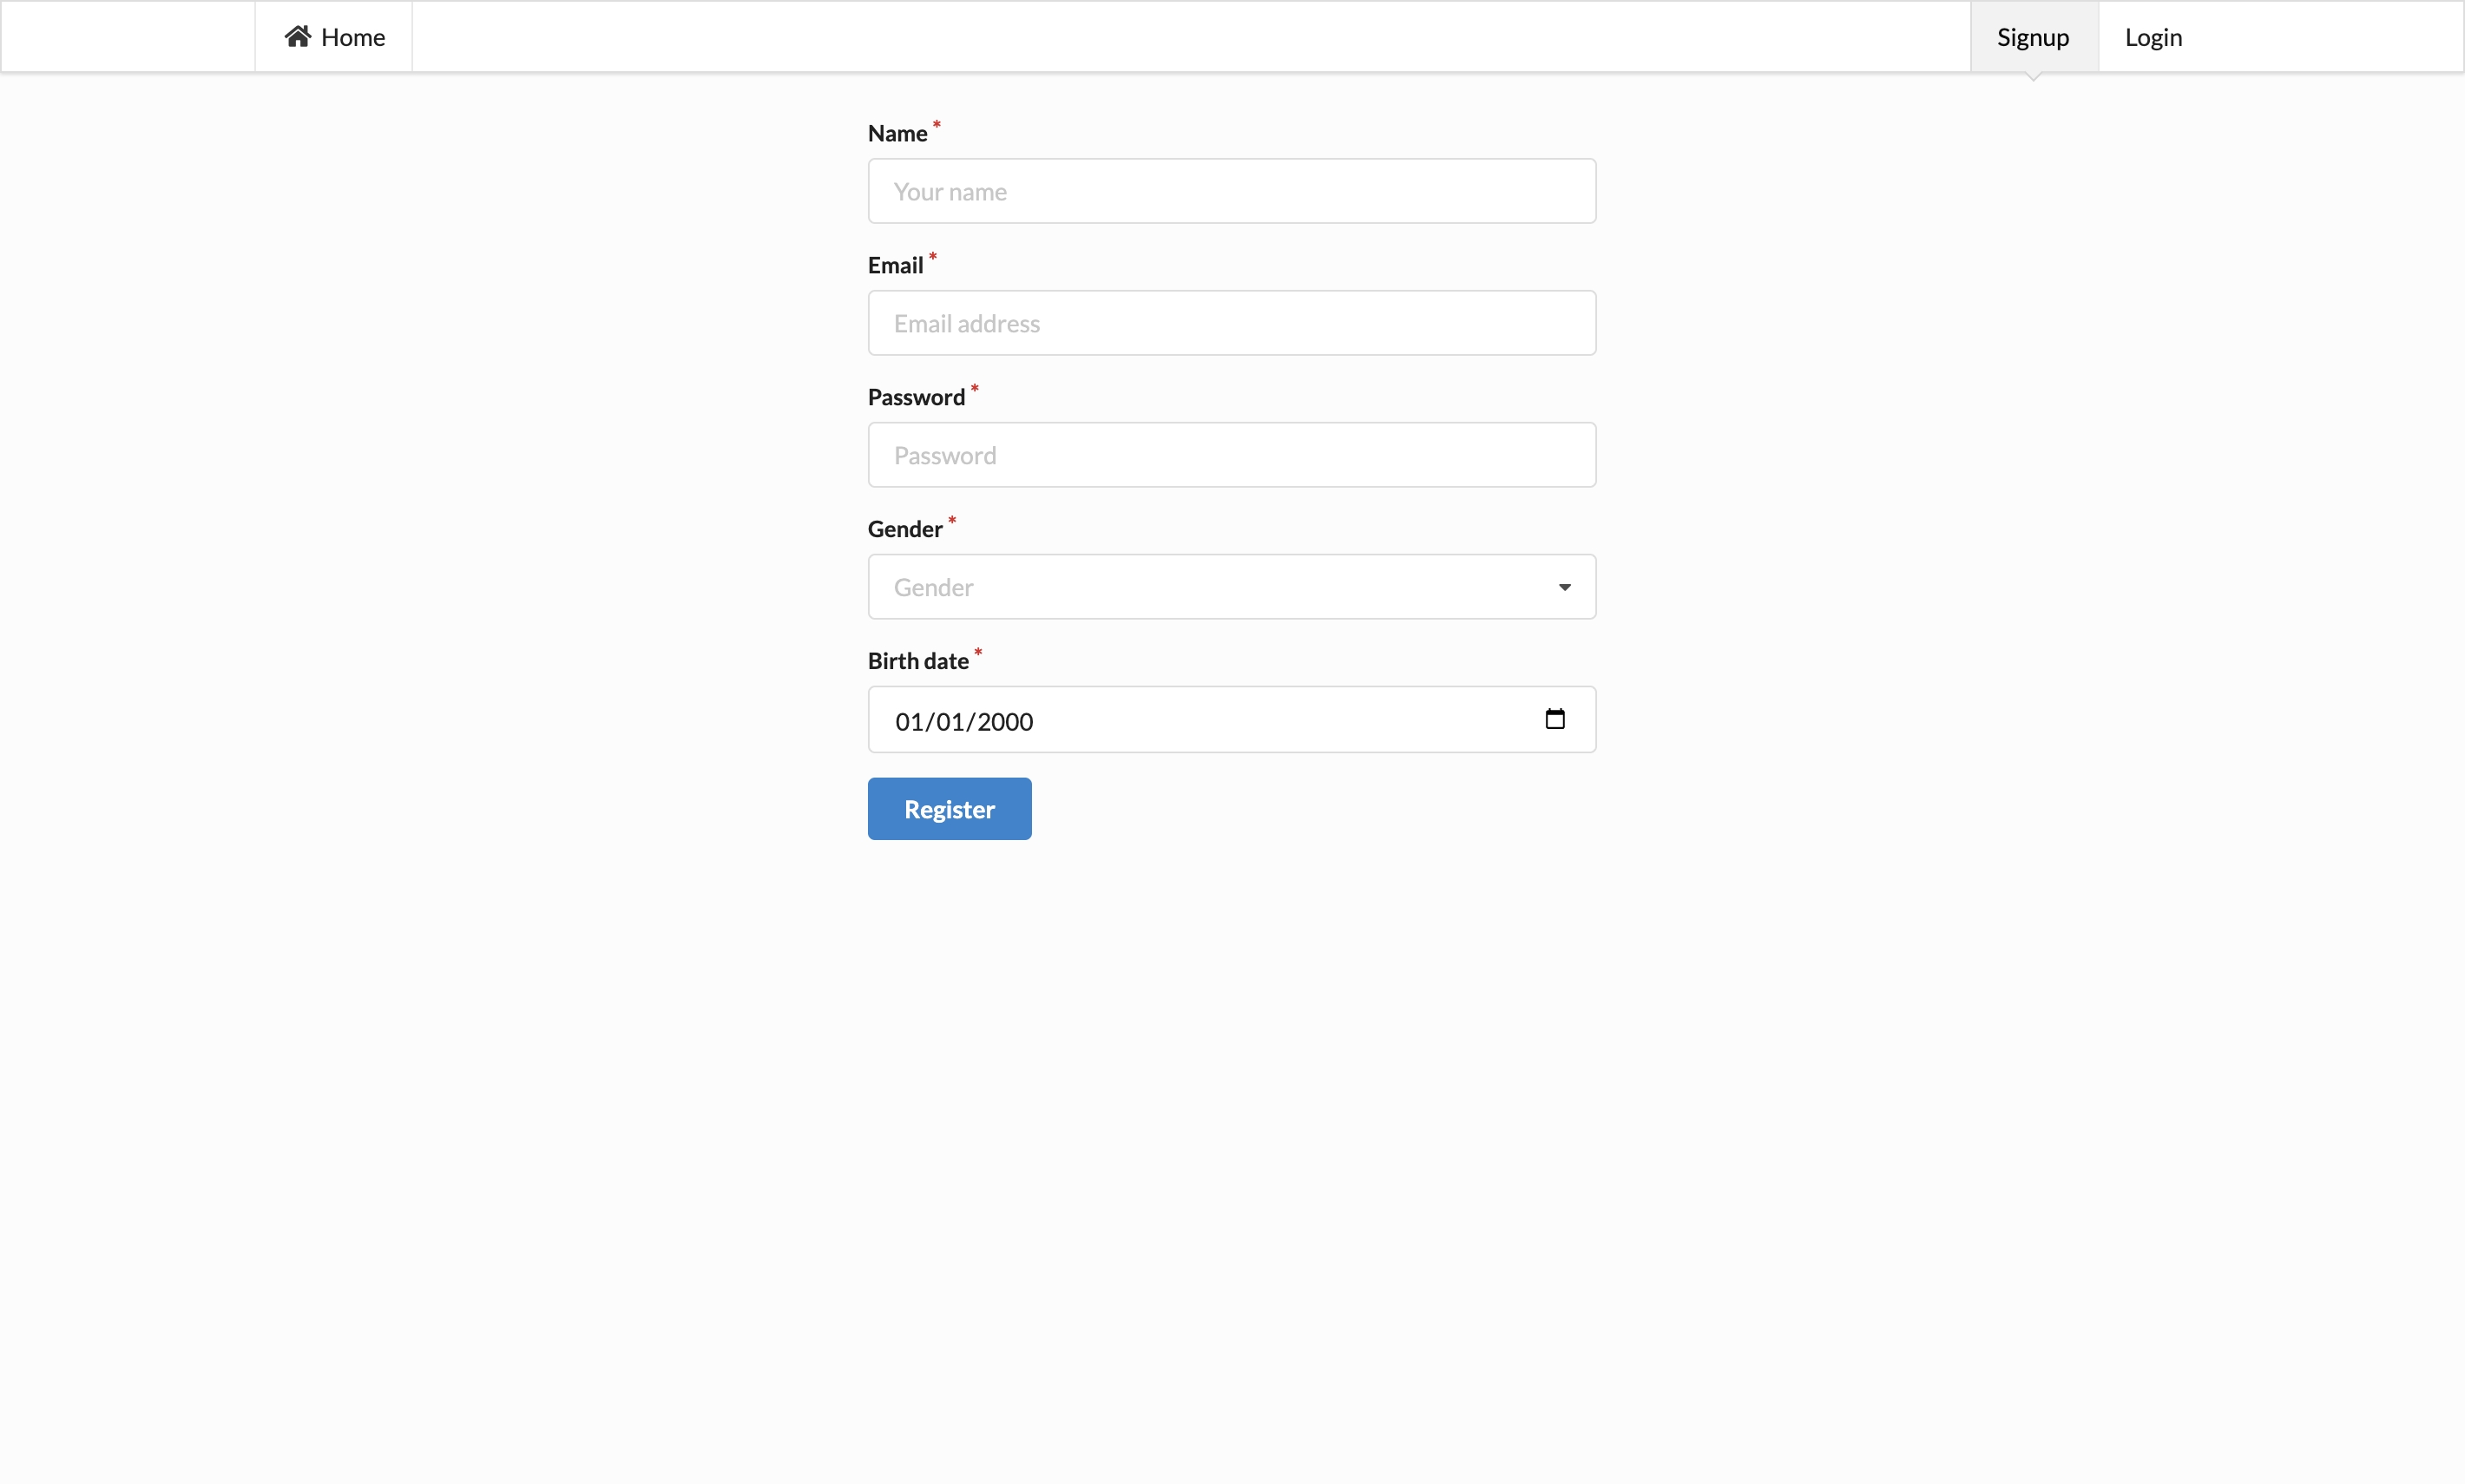 Home
Signup
Login
Name *
Your name
Email *
Email address
Password *
Password
Gender *
Gender
Birth date *
01/01/2000
Register